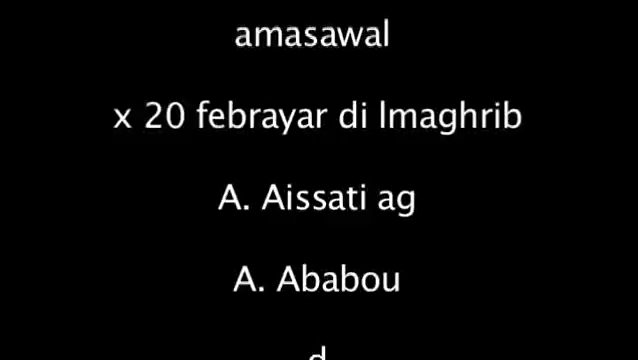 amasawal
x 20 febrayar di lmaghrib
A. Aissati ag
A. Ababou
d